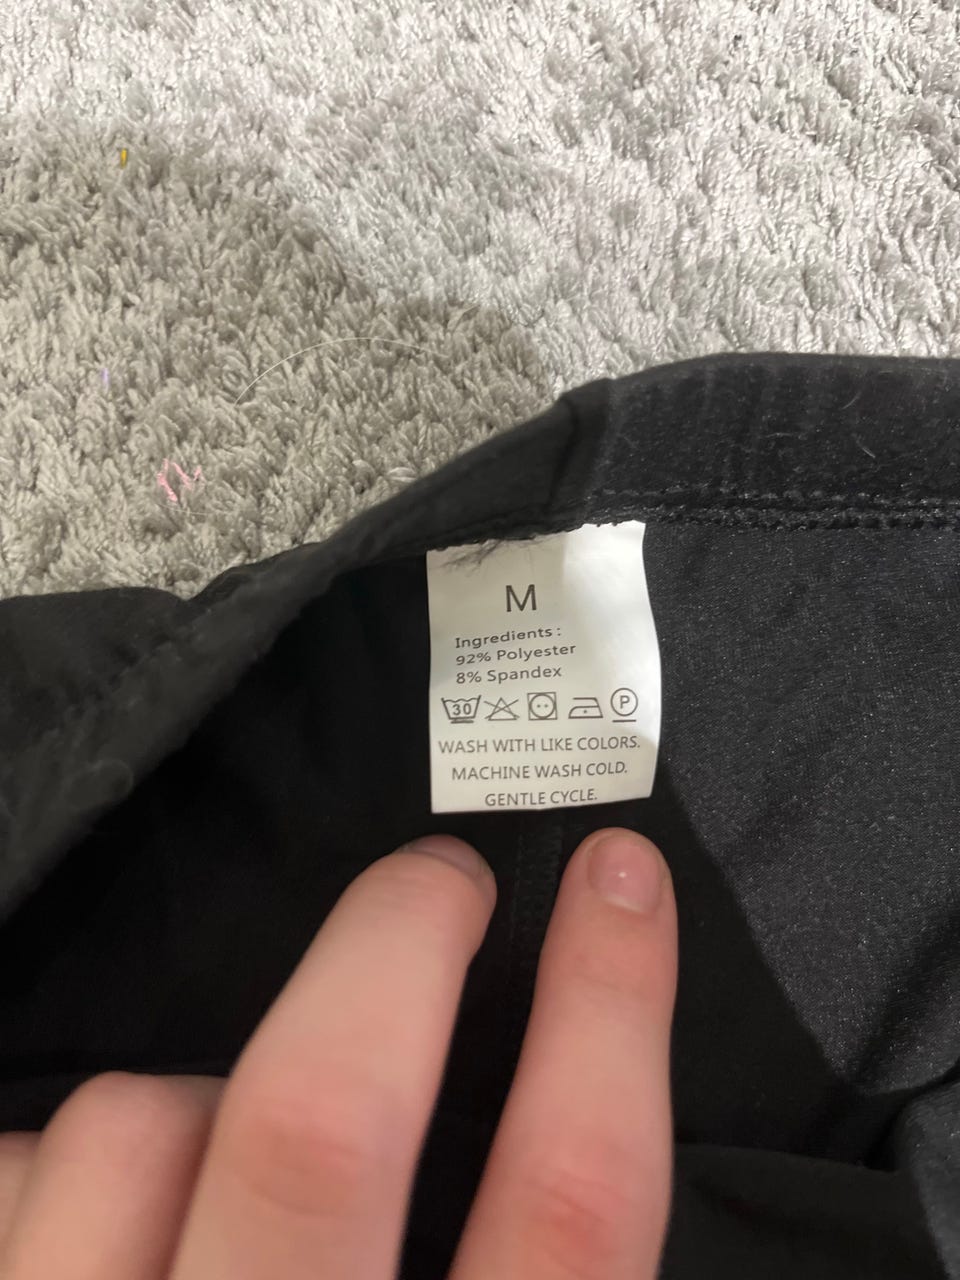 M
Ingredients :
92% Polyester
8% Spandex
30 P
WASH WITH LIKE COLORS.
MACHINE WASH COLD.
GENTLE CYCLE.